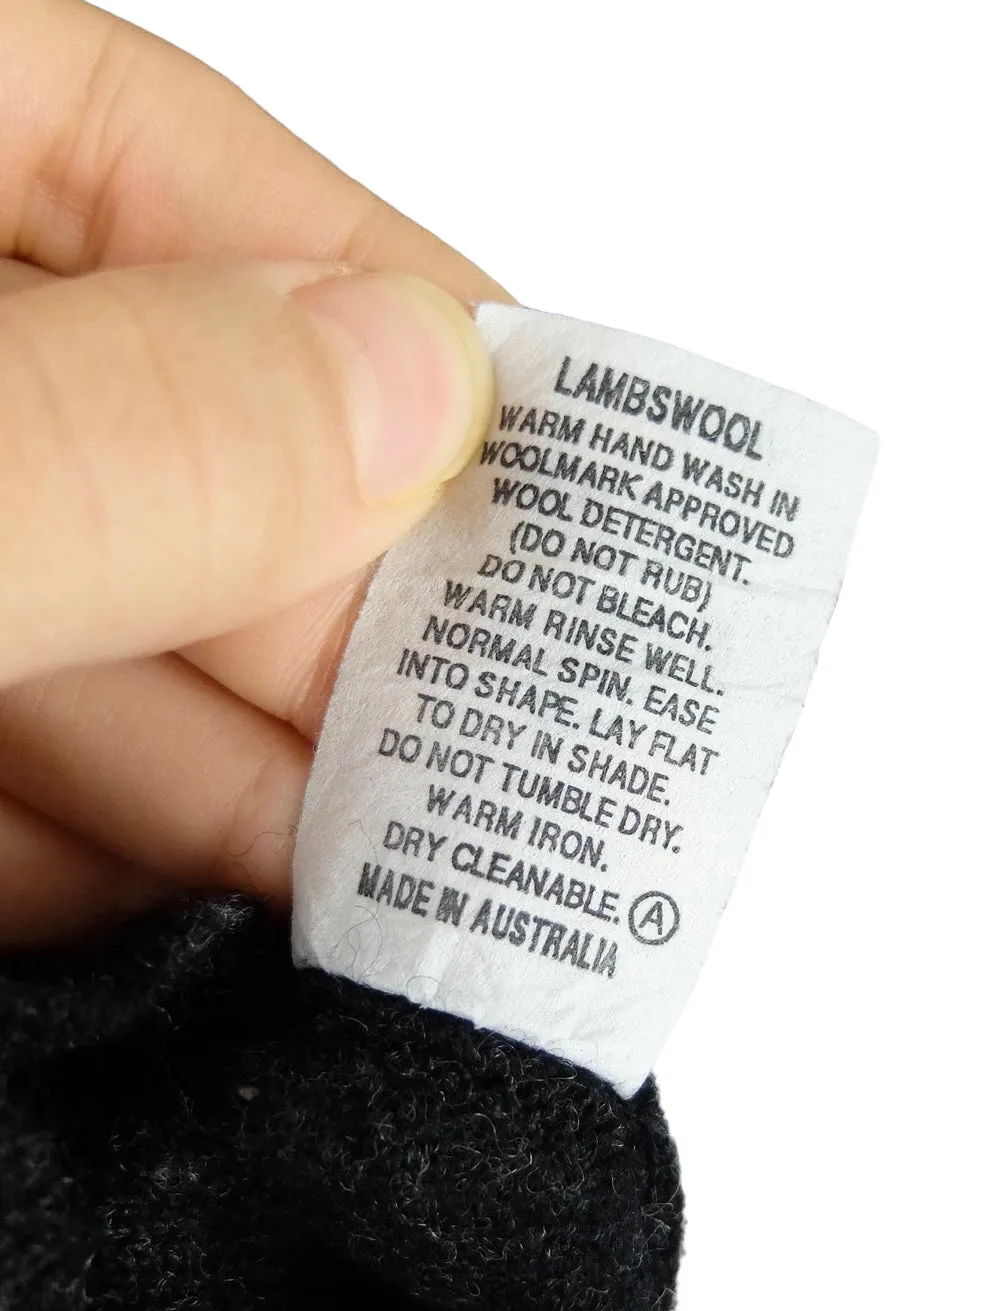 LAMBSWOOL
WARM HAND WASH IN
WOOLMARK APPROVED
WOOL DETERGENT.
(DO NOT RUB)
DO NOT BLEACH.
WARM RINSE WELL.
NORMAL SPIN. EASE
INTO SHAPE. LAY FLAT
TO DRY IN SHADE.
DO NOT TUMBLE DRY.
WARM IRON.
DRY CLEANABLE. Ⓐ
MADE IN AUSTRALIA